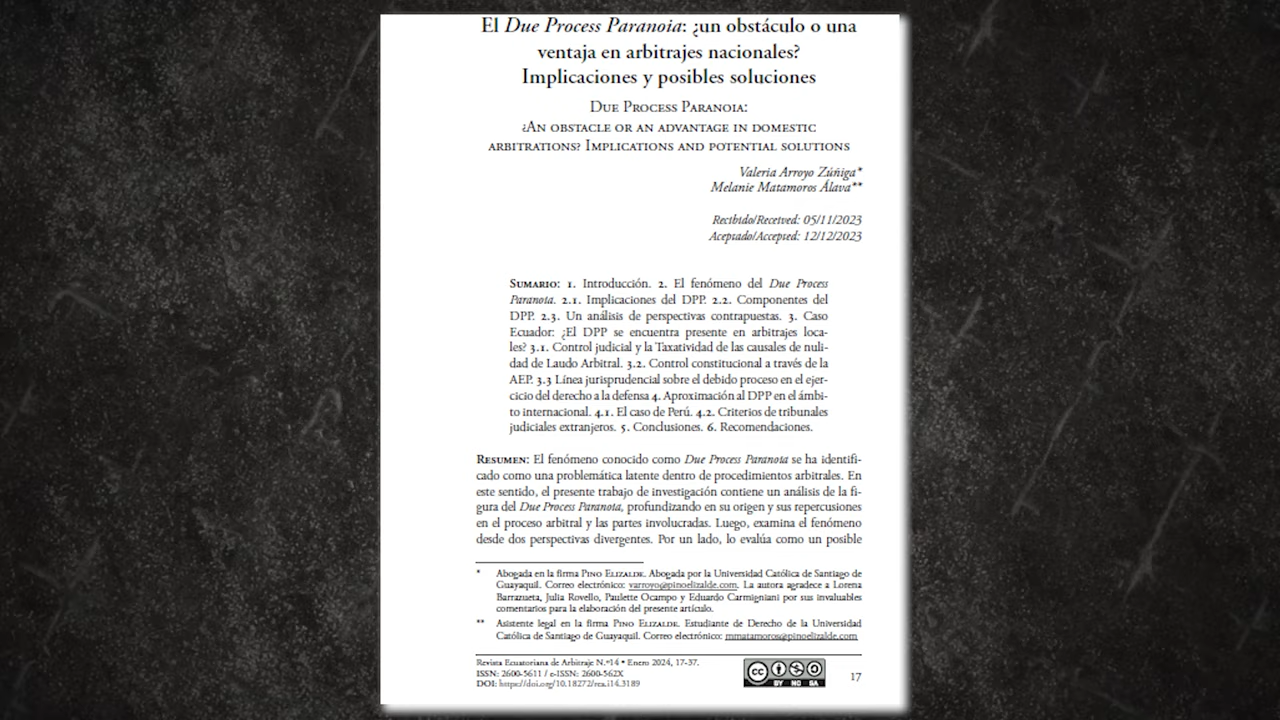 El Due Process Paranoia: ¿un obstáculo o una
ventaja en arbitrajes nacionales?
Implicaciones y posibles soluciones
Due Process Paranoia:
¿An obstacle or an advantage in domestic
arbitrations? Implications and potential solutions
Valeria Arroyo Zúñiga*
Melanie Matamoros Álava**
Recibido/Received: 05/11/2023
Aceptado/Accepted: 12/12/2023
Sumario: 1. Introducción. 2. El fenómeno del Due Process
Paranoia. 2.1. Implicaciones del DPP. 2.2. Componentes del
DPP. 2.3. Un análisis de perspectivas contrapuestas. 3. Caso
Ecuador: ¿El DPP se encuentra presente en arbitrajes loca-
les? 3.1. Control judicial y la Taxatividad de las causales de nuli-
dad de Laudo Arbitral. 3.2. Control constitucional a través de la
AEP. 3.3 Línea jurisprudencial sobre el debido proceso en el ejer-
cicio del derecho a la defensa 4. Aproximación al DPP en el ámbi-
to internacional. 4.1. El caso de Perú. 4.2. Criterios de tribunales
judiciales extranjeros. 5. Conclusiones. 6. Recomendaciones.
Resumen: El fenómeno conocido como Due Process Paranoia se ha identifi-
cado como una problemática latente dentro de procedimientos arbitrales. En
este sentido, el presente trabajo de investigación contiene un análisis de la fi-
gura del Due Process Paranoia, profundizando en su origen y sus repercusiones
en el proceso arbitral y las partes involucradas. Luego, examina el fenómeno
desde dos perspectivas divergentes. Por un lado, lo evalúa como un posible
* Abogada en la firma Pino Elizalde. Abogada por la Universidad Católica de Santiago de
Guayaquil. Correo electrónico: varroyo@pinoelizalde.com. La autora agradece a Lorena
Barrazueta, Julia Rovello, Paulette Ocampo y Eduardo Carmigniani por sus invaluables
comentarios para la elaboración del presente artículo.
** Asistente legal en la firma Pino Elizalde. Estudiante de Derecho de la Universidad
Católica de Santiago de Guayaquil. Correo electrónico: mmatamoros@pinoelizalde.com
Revista Ecuatoriana de Arbitraje N.º14 • Enero 2024, 17-37.
ISSN: 2600-5611 / e-ISSN: 2600-562X
DOI: https://doi.org/10.18272/rea.i14.3189
cc BY NC SA
17